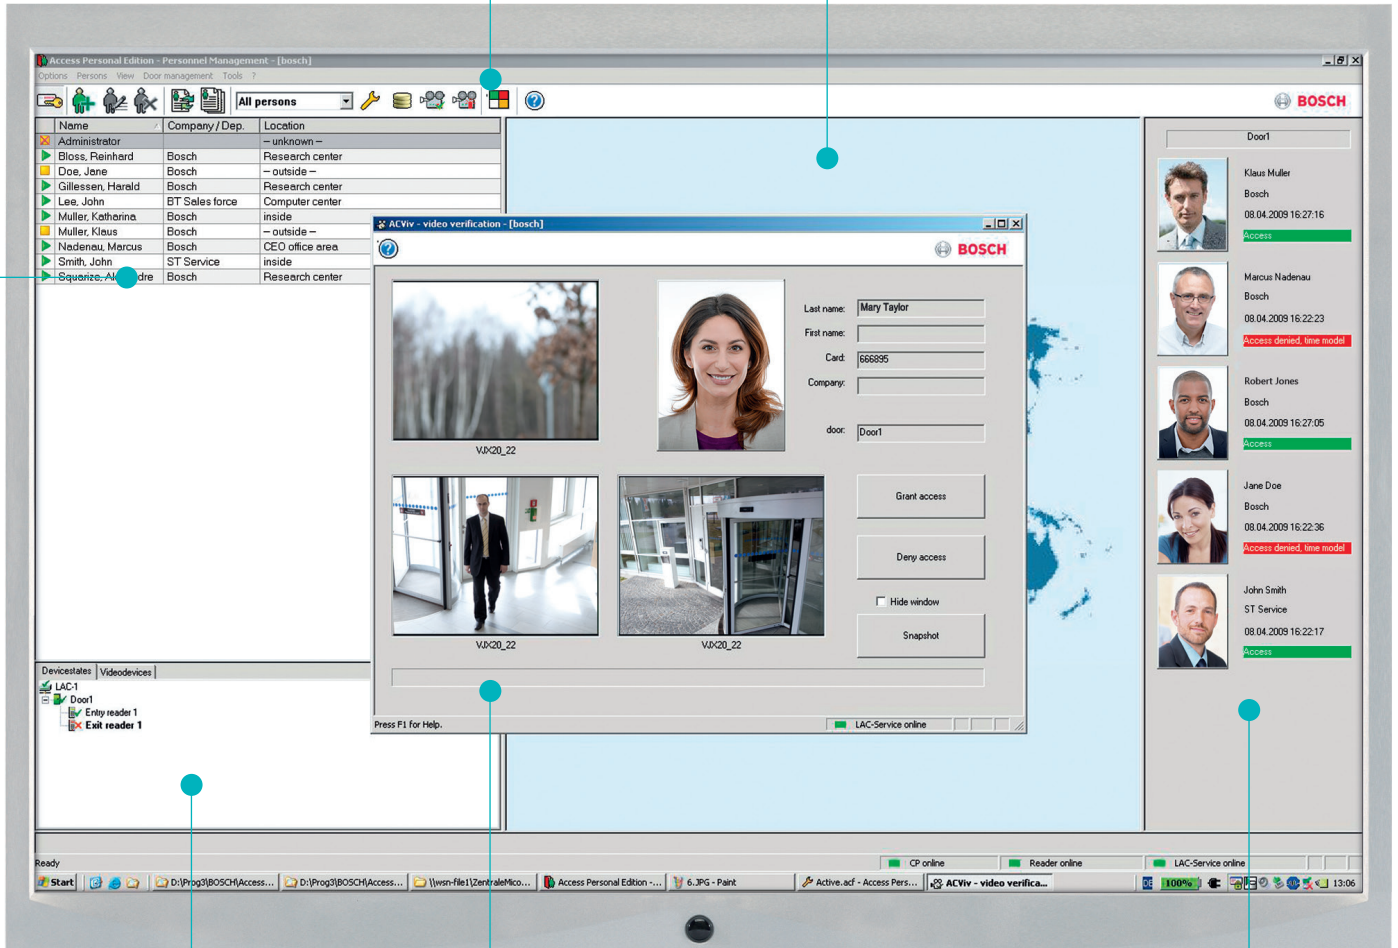 Access Personal Edition - Personnel Management - [bosch]
Options Persons View Door management Tools ?
All persons
BOSCH
Name Company / Dep. Location
Administrator – unknown –
Bloss, Reinhard Bosch Research center
Doe, Jane Bosch – outside –
Gillessen, Harald Bosch Research center
Lee, John BT Sales force Computer center
Muller, Katharina Bosch inside
Muller, Klaus Bosch – outside –
Nadenau, Marcus Bosch CEO office area
Smith, John ST Service inside
Squarize, Bosch Research center
Devicestates Videodevices
LAC-1
Door1
Entry reader 1
Exit reader 1
ACViv - video verification - [bosch]
BOSCH
VJX20_22
Last name: Mary Taylor
First name:
Card: 666895
Company:
door: Door1
VJX20_22
VJX20_22
Grant access
Deny access
Hide window
Snapshot
Press F1 for Help.
LAC-Service online
Door1
Klaus Muller
Bosch
08.04.2009 16:27:16
Access
Marcus Nadenau
Bosch
08.04.2009 16:22:23
Access denied, time model
Robert Jones
Bosch
08.04.2009 16:27:05
Access
Jane Doe
Bosch
08.04.2009 16:22:36
Access denied, time model
John Smith
ST Service
08.04.2009 16:22:17
Access
Ready
CP online
Reader online
LAC-Service online
Start
D:\Prog3\BOSCH\Access...
D:\Prog3\BOSCH\Access...
\\wsn-file1\ZentraleMico...
Access Personal Edition -...
6.JPG - Paint
Active.acf - Access Pers...
ACViv - video verifica...
DE
100%
13:06